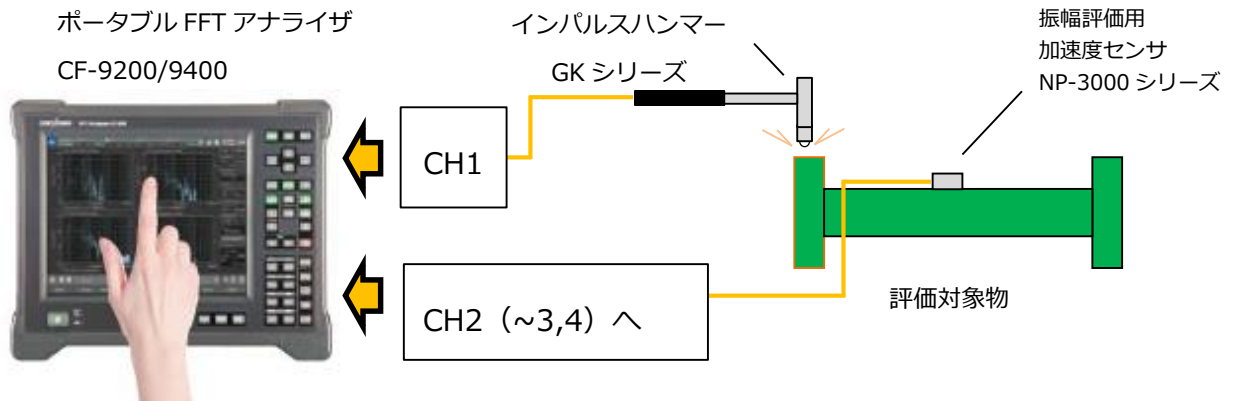 ポータブル FFT アナライザ
CF-9200/9400
インパルスハンマー
GK シリーズ
振幅評価用
加速度センサ
NP-3000 シリーズ
CH1
CH2（~3,4）へ
評価対象物